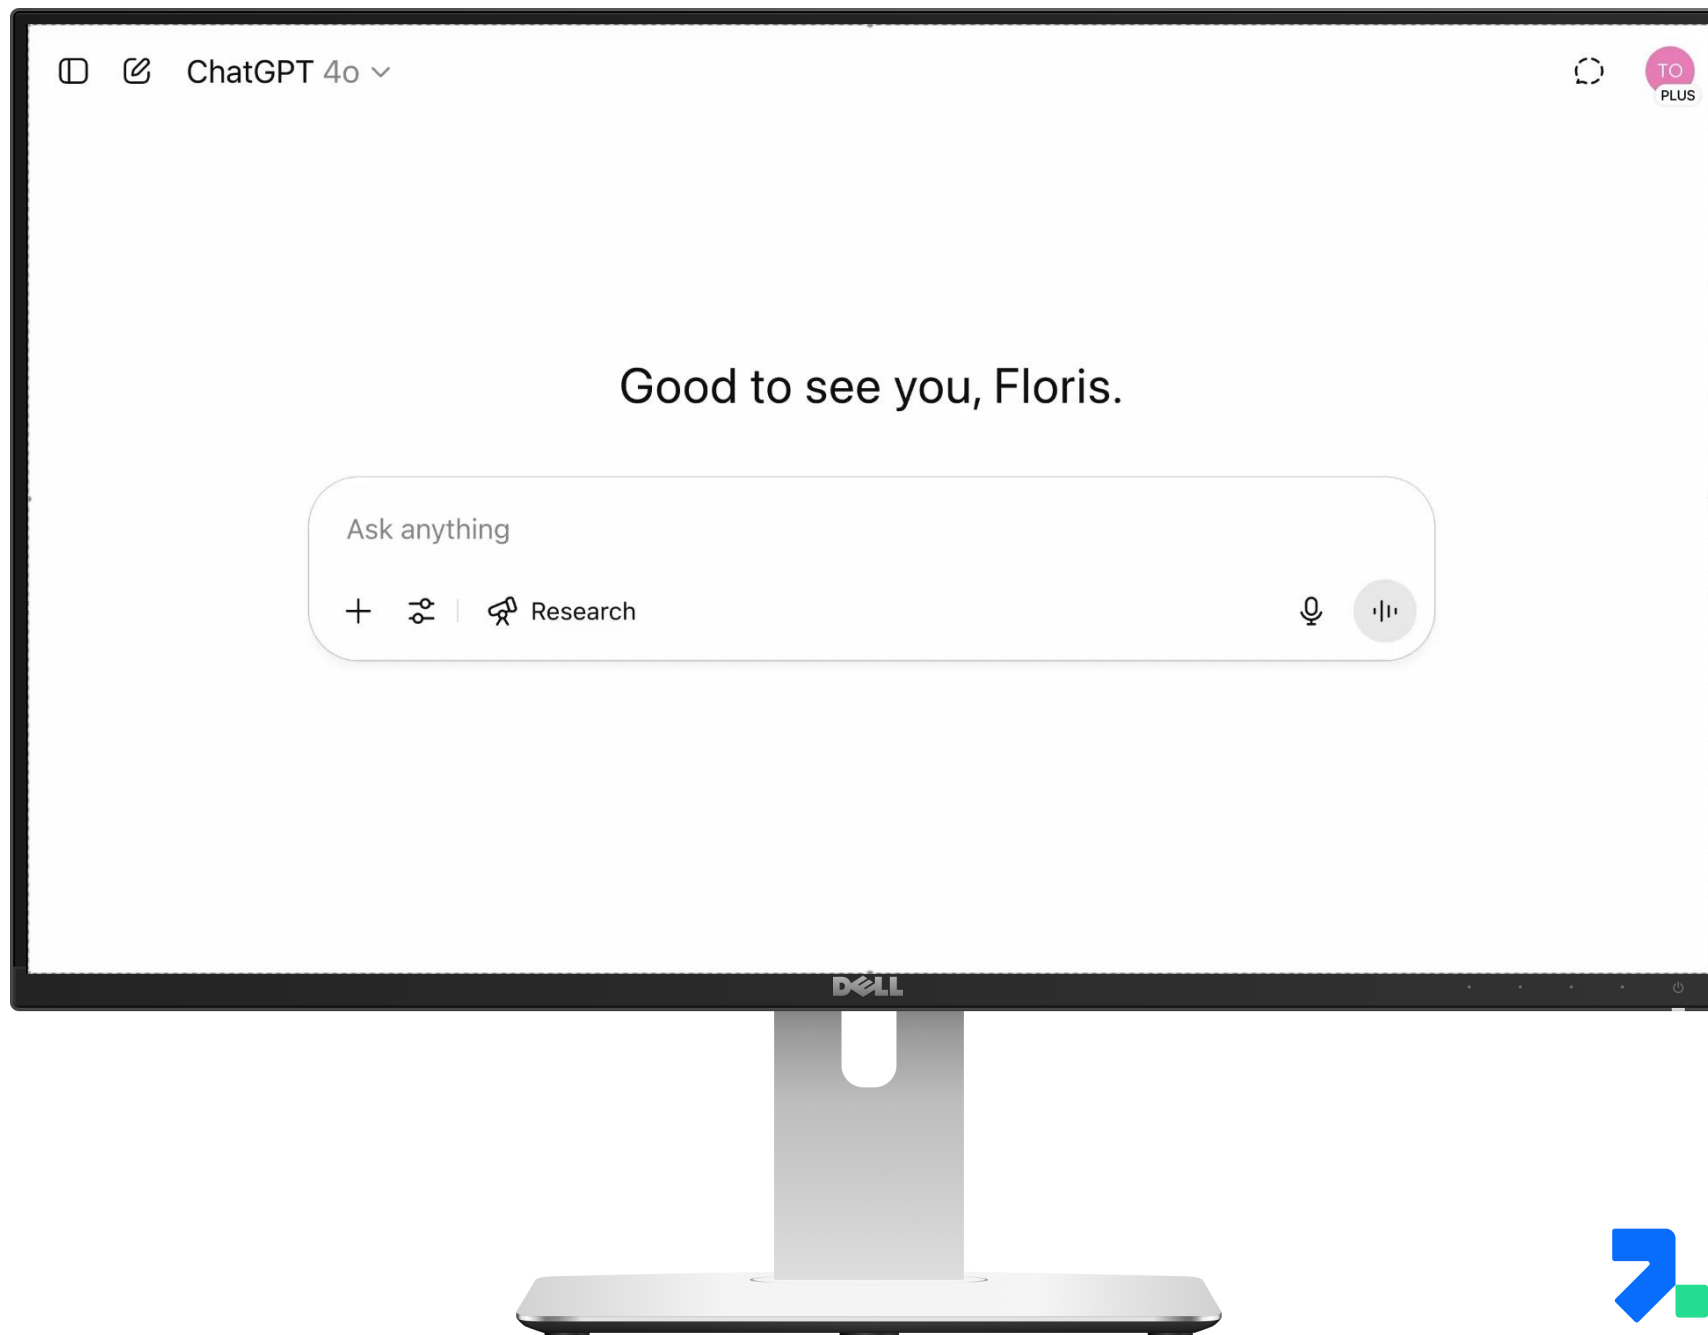 ChatGPT 4o
TO
PLUS
Good to see you, Floris.
Ask anything
Research
DELL